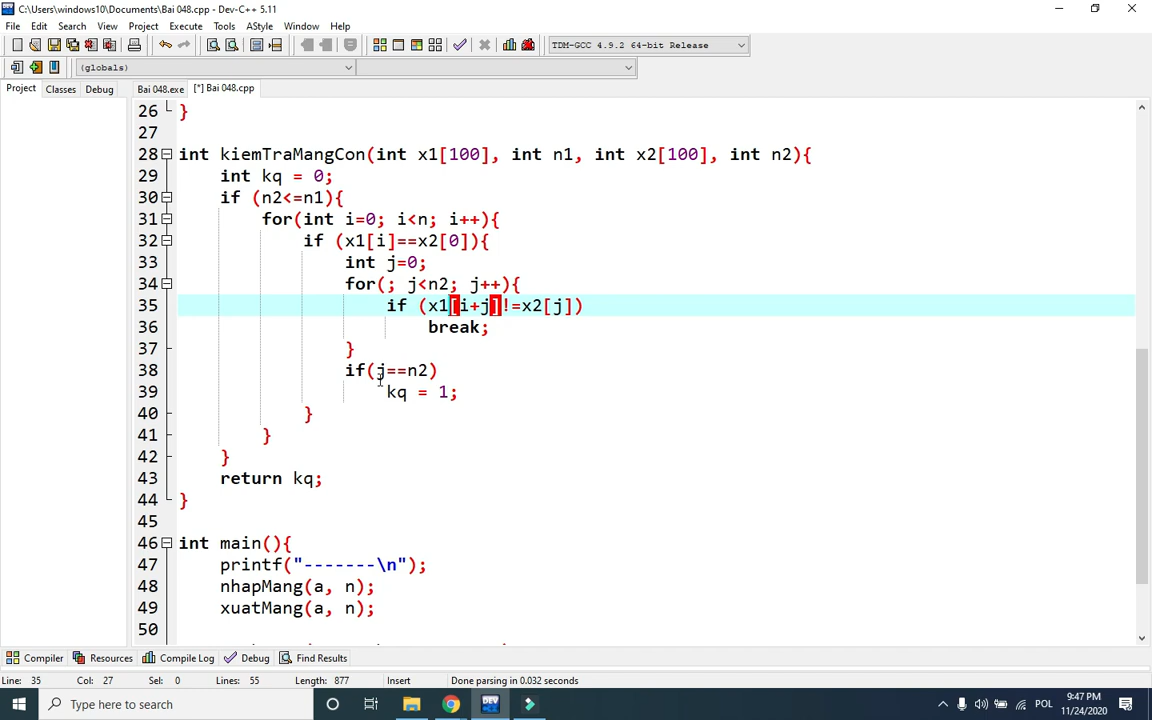 C:\Users\windows10\Documents\Bai 048.cpp - Dev-C++ 5.11
File Edit Search View Project Execute Tools AStyle Window Help
TDM-GCC 4.9.2 64-bit Release
(globals)
Project Classes Debug Bai 048.exe [*] Bai 048.cpp
26 }
27
28 int kiemTraMangCon(int x1[100], int n1, int x2[100], int n2){
29 int kq = 0;
30 if (n2<=n1){
31 for(int i=0; i<n; i++){
32 if (x1[i]==x2[0]){
33 int j=0;
34 for(; j<n2; j++){
35 if (x1[i+j]!=x2[j])
36 break;
37 }
38 if(j==n2)
39 kq = 1;
40 }
41 }
42 }
43 return kq;
44 }
45
46 int main(){
47 printf("-------\n");
48 nhapMang(a, n);
49 xuatMang(a, n);
50
Compiler Resources Compile Log Debug Find Results
Line: 35 Col: 27 Sel: 0 Lines: 55 Length: 877 Insert Done parsing in 0.032 seconds
Type here to search
DEV
POL
9:47 PM
11/24/2020